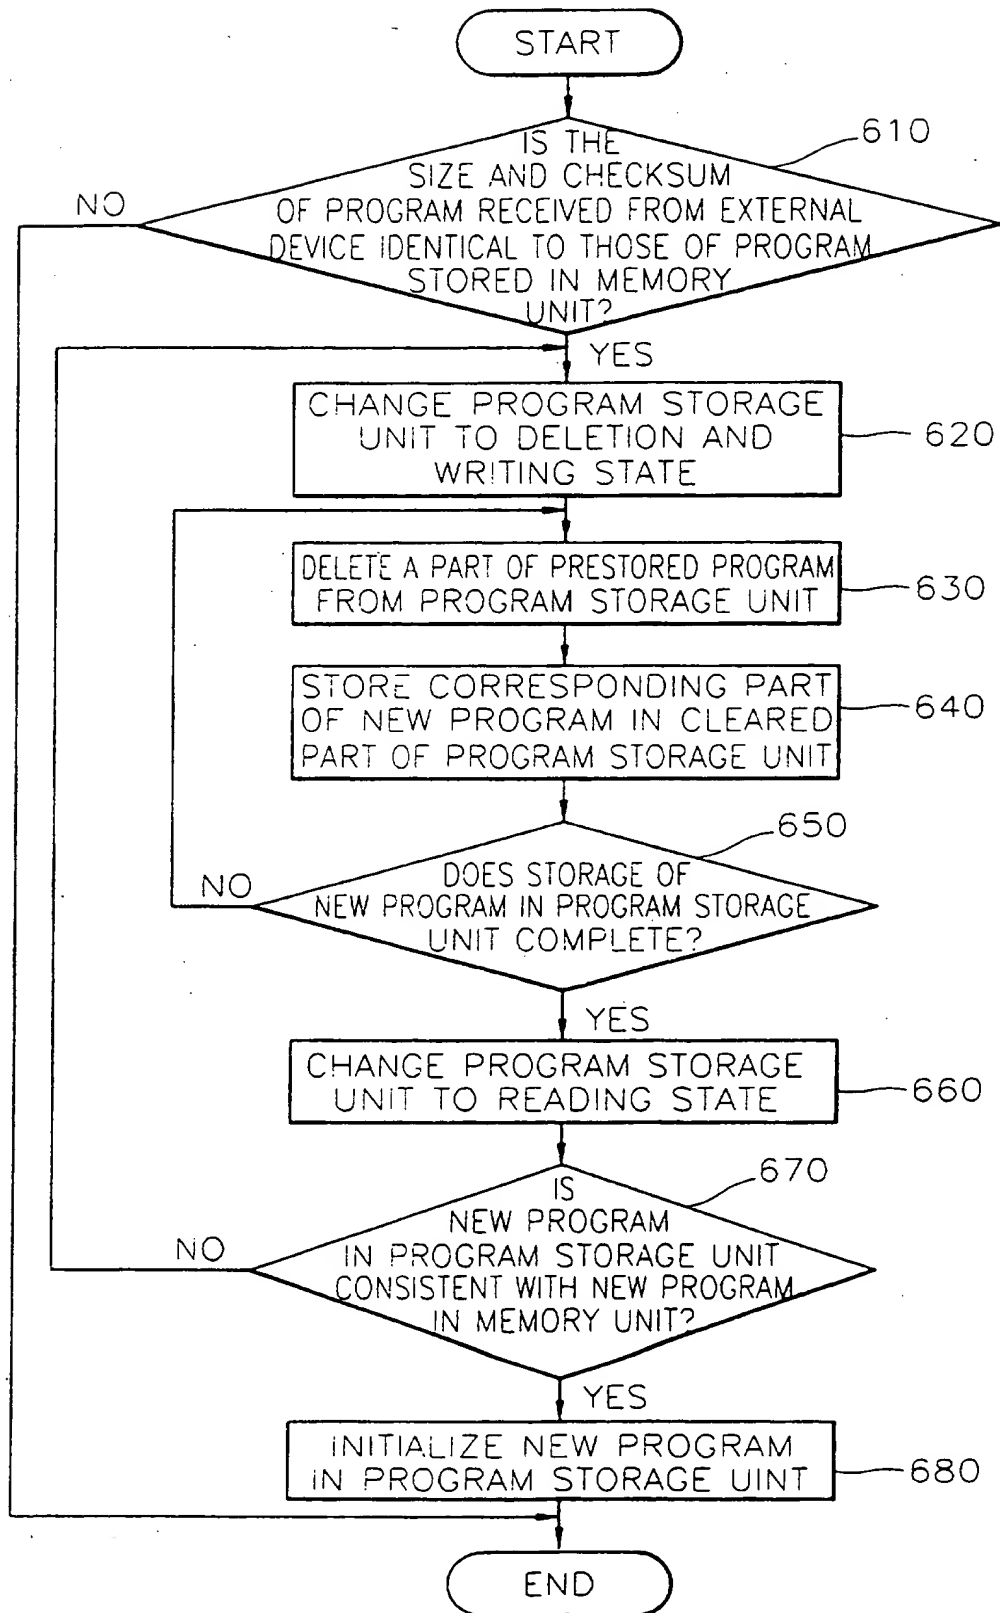 START
610
IS THE
SIZE AND CHECKSUM
OF PROGRAM RECEIVED FROM EXTERNAL
DEVICE IDENTICAL TO THOSE OF PROGRAM
STORED IN MEMORY
UNIT?
NO
YES
CHANGE PROGRAM STORAGE
UNIT TO DELETION AND
WRITING STATE
620
DELETE A PART OF PRESTORED PROGRAM
FROM PROGRAM STORAGE UNIT
630
STORE CORRESPONDING PART
OF NEW PROGRAM IN CLEARED
PART OF PROGRAM STORAGE UNIT
640
650
DOES STORAGE OF
NEW PROGRAM IN PROGRAM STORAGE
UNIT COMPLETE?
NO
YES
CHANGE PROGRAM STORAGE
UNIT TO READING STATE
660
670
IS
NEW PROGRAM
IN PROGRAM STORAGE UNIT
CONSISTENT WITH NEW PROGRAM
IN MEMORY UNIT?
NO
YES
INITIALIZE NEW PROGRAM
IN PROGRAM STORAGE UINT
680
END